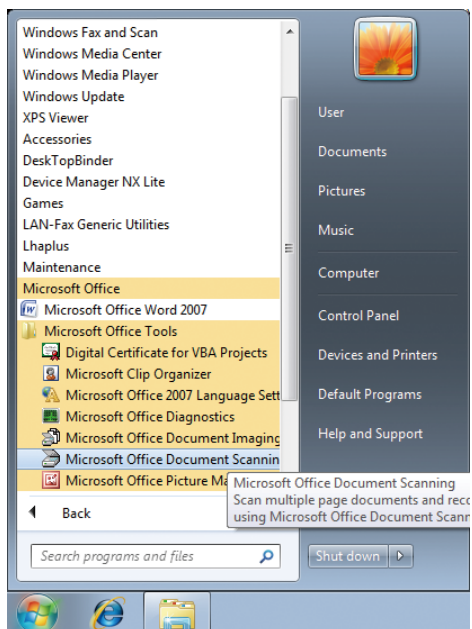 Windows Fax and Scan
Windows Media Center
Windows Media Player
Windows Update
XPS Viewer
Accessories
DeskTopBinder
Device Manager NX Lite
Games
LAN-Fax Generic Utilities
Lhaplus
Maintenance
Microsoft Office
Microsoft Office Word 2007
Microsoft Office Tools
Digital Certificate for VBA Projects
Microsoft Clip Organizer
Microsoft Office 2007 Language Sett
Microsoft Office Diagnostics
Microsoft Office Document Imaging
Microsoft Office Document Scannin
Microsoft Office Picture Ma
Back
Search programs and files
User
Documents
Pictures
Music
Computer
Control Panel
Devices and Printers
Default Programs
Help and Support
Microsoft Office Document Scanning
Scan multiple page documents and reco
using Microsoft Office Document Scann
Shut down